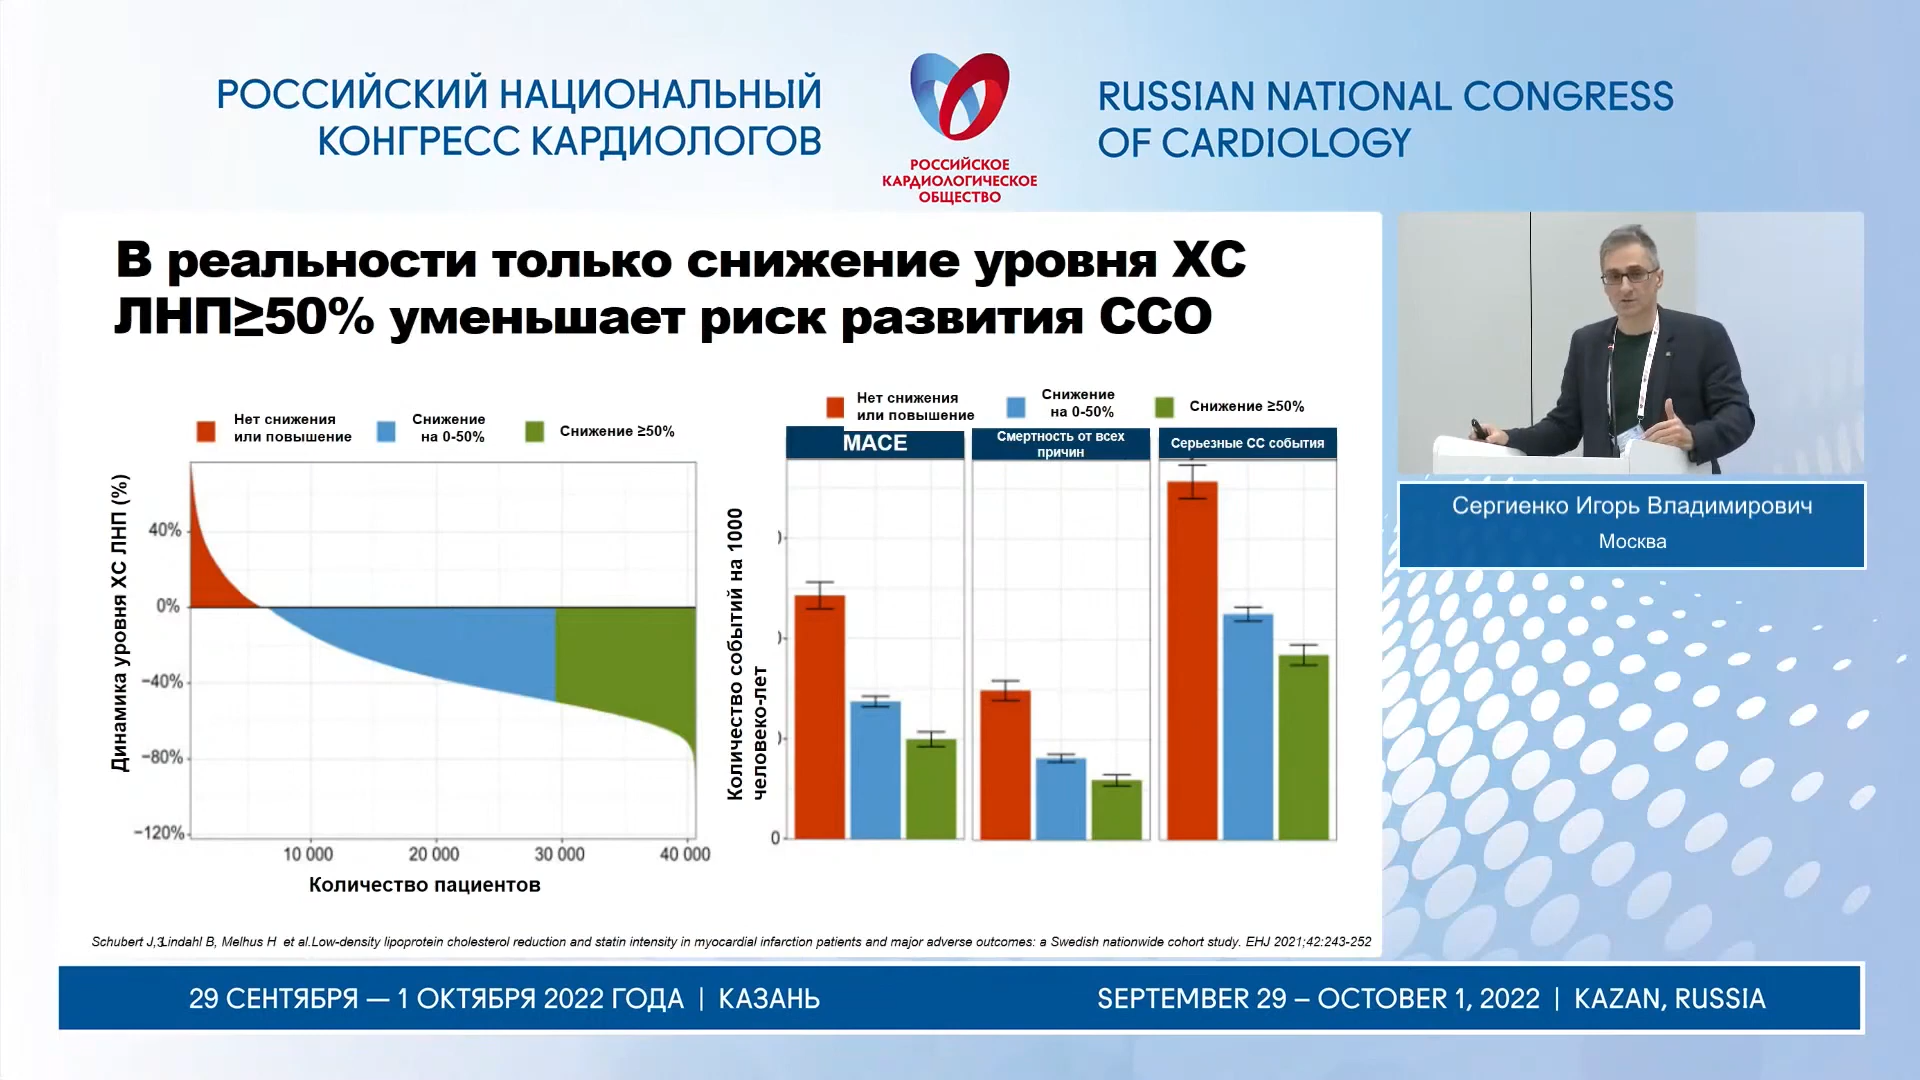 РОССИЙСКИЙ НАЦИОНАЛЬНЫЙ
КОНГРЕСС КАРДИОЛОГОВ
РОССИЙСКОЕ
КАРДИОЛОГИЧЕСКОЕ
ОБЩЕСТВО
RUSSIAN NATIONAL CONGRESS
OF CARDIOLOGY
В реальности только снижение уровня ХС
ЛНП≥50% уменьшает риск развития ССО
Нет снижения
или повышение
Снижение
на 0-50%
Снижение ≥50%
Динамика уровня ХС ЛНП (%)
40%
0%
−40%
−80%
−120%
10 000
20 000
30 000
40 000
Количество пациентов
Нет снижения
или повышение
Снижение
на 0-50%
Снижение ≥50%
MACE
Смертность от всех
причин
Серьезные СС события
Количество событий на 1000
человеко-лет
0
Schubert J, Lindahl B, Melhus H et al.Low-density lipoprotein cholesterol reduction and statin intensity in myocardial infarction patients and major adverse outcomes: a Swedish nationwide cohort study. EHJ 2021;42:243-252
Сергиенко Игорь Владимирович
Москва
29 СЕНТЯБРЯ — 1 ОКТЯБРЯ 2022 ГОДА | КАЗАНЬ
SEPTEMBER 29 – OCTOBER 1, 2022 | KAZAN, RUSSIA